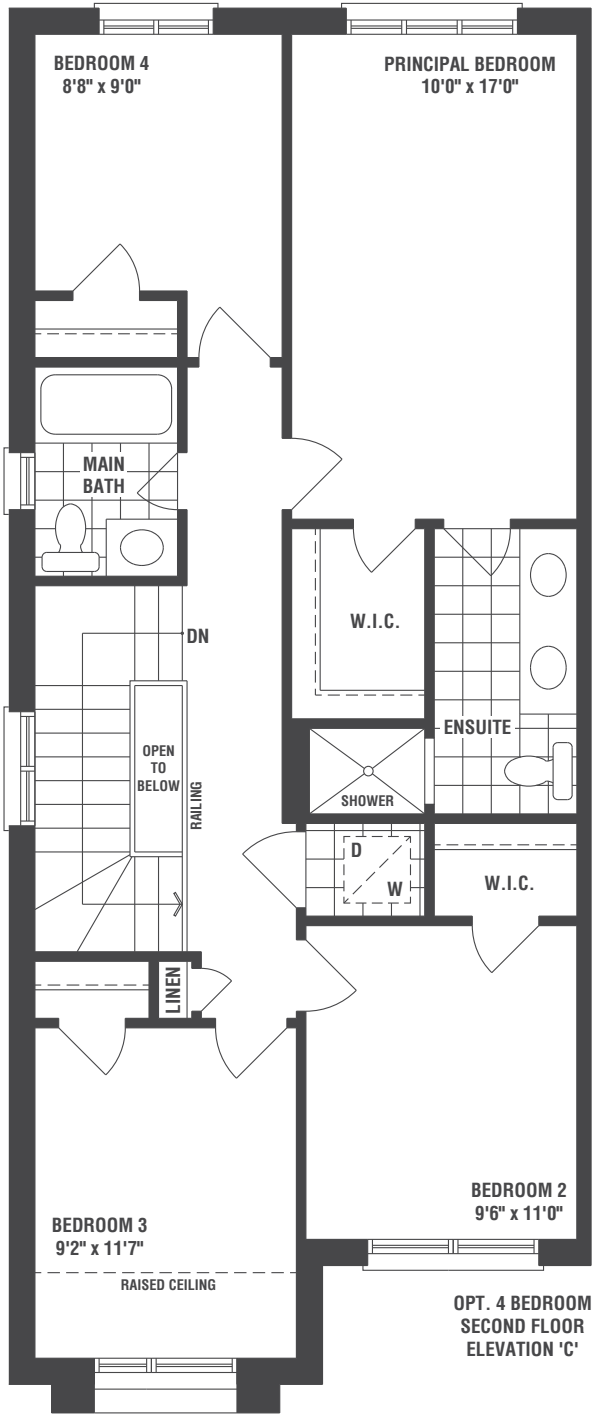 BEDROOM 4
8'8" x 9'0"
PRINCIPAL BEDROOM
10'0" x 17'0"
MAIN
BATH
W.I.C.
DN
OPEN
TO
BELOW
RAILING
ENSUITE
SHOWER
D
W
W.I.C.
LINEN
BEDROOM 2
9'6" x 11'0"
BEDROOM 3
9'2" x 11'7"
RAISED CEILING
OPT. 4 BEDROOM
SECOND FLOOR
ELEVATION 'C'